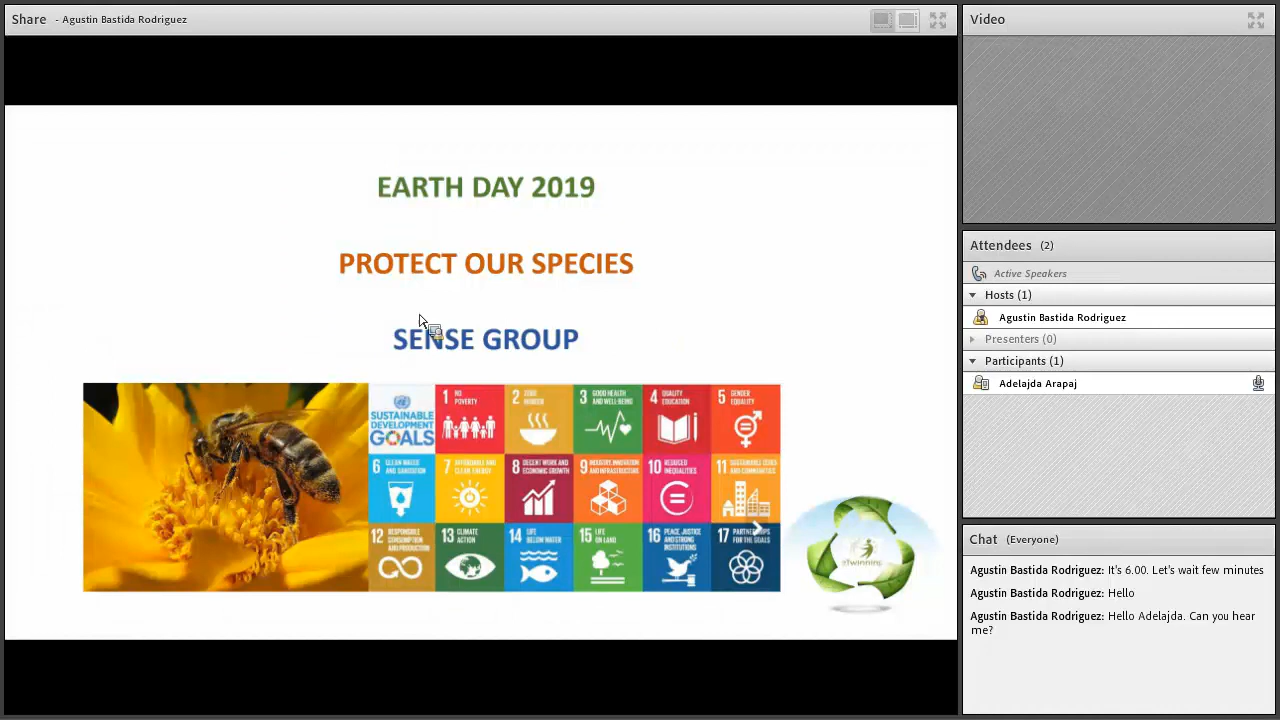 Share - Agustin Bastida Rodriguez
EARTH DAY 2019
PROTECT OUR SPECIES
SENSE GROUP
SUSTAINABLE
DEVELOPMENT
GOALS
1 NO
POVERTY
2
3 GOOD HEALTH
AND WELL-BEING
4 QUALITY
EDUCATION
5 GENDER
EQUALITY
6 CLEAN WATER
AND SANITATION
7 AFFORDABLE AND
CLEAN ENERGY
8 DECENT WORK AND
ECONOMIC GROWTH
9 INDUSTRY, INNOVATION
AND INFRASTRUCTURE
10 REDUCED
INEQUALITIES
11 SUSTAINABLE CITIES
AND COMMUNITIES
12 RESPONSIBLE
CONSUMPTION
AND PRODUCTION
13 CLIMATE
ACTION
14 LIFE
BELOW WATER
15 LIFE
ON LAND
16 PEACE, JUSTICE
AND STRONG
INSTITUTIONS
17
FOR THE GOALS
eTwinning
Video
Attendees (2)
Active Speakers
Hosts (1)
Agustin Bastida Rodriguez
Presenters (0)
Participants (1)
Adelajda Arapaj
Chat (Everyone)
Agustin Bastida Rodriguez: It's 6.00. Let's wait few minutes
Agustin Bastida Rodriguez: Hello
Agustin Bastida Rodriguez: Hello Adelajda. Can you hear
me?